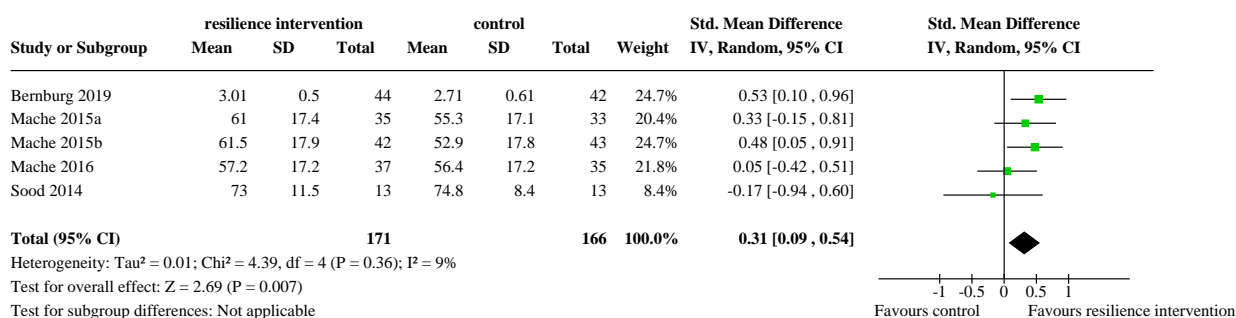 resilience intervention control Std. Mean Difference Std. Mean Difference
Study or Subgroup Mean SD Total Mean SD Total Weight IV, Random, 95% CI IV, Random, 95% CI
Bernburg 2019 3.01 0.5 44 2.71 0.61 42 24.7% 0.53 [0.10 , 0.96]
Mache 2015a 61 17.4 35 55.3 17.1 33 20.4% 0.33 [-0.15 , 0.81]
Mache 2015b 61.5 17.9 42 52.9 17.8 43 24.7% 0.48 [0.05 , 0.91]
Mache 2016 57.2 17.2 37 56.4 17.2 35 21.8% 0.05 [-0.42 , 0.51]
Sood 2014 73 11.5 13 74.8 8.4 13 8.4% -0.17 [-0.94 , 0.60]
Total (95% CI) 171 166 100.0% 0.31 [0.09 , 0.54]
Heterogeneity: Tau² = 0.01; Chi² = 4.39, df = 4 (P = 0.36); I² = 9%
Test for overall effect: Z = 2.69 (P = 0.007) -1 -0.5 0 0.5 1
Test for subgroup differences: Not applicable Favours control Favours resilience intervention